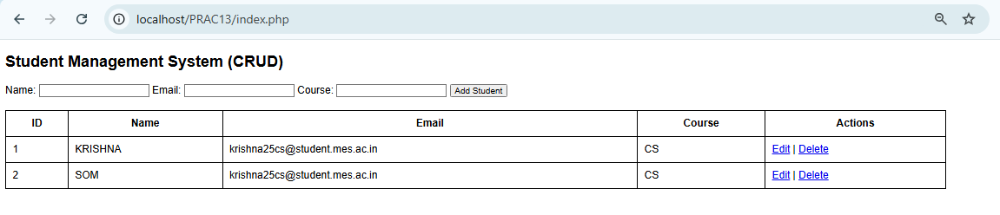 localhost/PRAC13/index.php
Student Management System (CRUD)
Name: Email: Course: Add Student
ID Name Email Course Actions
1 KRISHNA krishna25cs@student.mes.ac.in CS Edit | Delete
2 SOM krishna25cs@student.mes.ac.in CS Edit | Delete